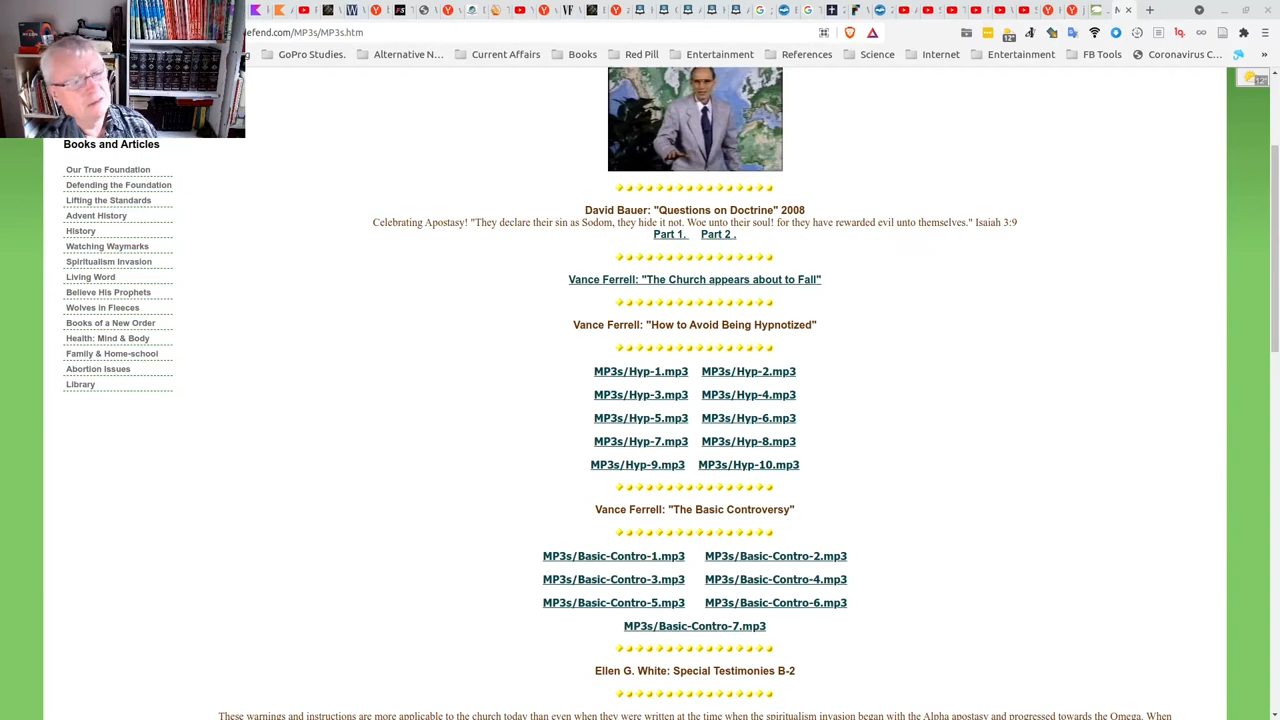 efend.com/MP3s/MP3s.htm
GoPro Studios.
Alternative N…
Current Affairs
Books
Red Pill
Entertainment
References
Science
Internet
Entertainment
FB Tools
Coronavirus C…
Books and Articles
Our True Foundation
Defending the Foundation
Lifting the Standards
Advent History
History
Watching Waymarks
Spiritualism Invasion
Living Word
Believe His Prophets
Wolves in Fleeces
Books of a New Order
Health: Mind & Body
Family & Home-school
Abortion Issues
Library
David Bauer: "Questions on Doctrine" 2008
Celebrating Apostasy! "They declare their sin as Sodom, they hide it not. Woe unto their soul! for they have rewarded evil unto themselves." Isaiah 3:9
Part 1. Part 2 .
Vance Ferrell: "The Church appears about to Fall"
Vance Ferrell: "How to Avoid Being Hypnotized"
MP3s/Hyp-1.mp3 MP3s/Hyp-2.mp3
MP3s/Hyp-3.mp3 MP3s/Hyp-4.mp3
MP3s/Hyp-5.mp3 MP3s/Hyp-6.mp3
MP3s/Hyp-7.mp3 MP3s/Hyp-8.mp3
MP3s/Hyp-9.mp3 MP3s/Hyp-10.mp3
Vance Ferrell: "The Basic Controversy"
MP3s/Basic-Contro-1.mp3 MP3s/Basic-Contro-2.mp3
MP3s/Basic-Contro-3.mp3 MP3s/Basic-Contro-4.mp3
MP3s/Basic-Contro-5.mp3 MP3s/Basic-Contro-6.mp3
MP3s/Basic-Contro-7.mp3
Ellen G. White: Special Testimonies B-2
These warnings and instructions are more applicable to the church today than even when they were written at the time when the spiritualism invasion began with the Alpha apostasy and progressed towards the Omega. When